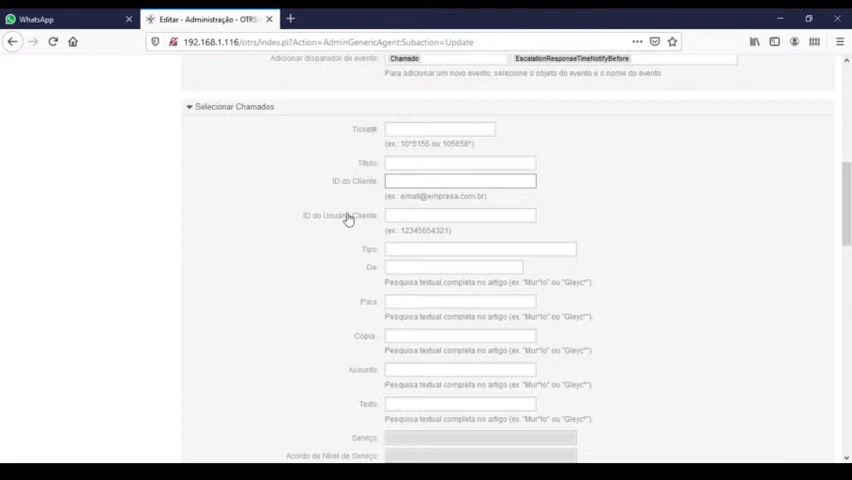 WhatsApp
Editar - Administração - OTRS
192.168.1.116/otrs/index.pl?Action=AdminGenericAgent;Subaction=Update
Adicionar disparador de evento: Chamado EscalationResponseTimeNotifyBefore
Para adicionar um novo evento, selecione o objeto do evento e o nome do evento
Selecionar Chamados
Ticket#:
(ex.: 10*5155 ou 105658*)
Título:
ID do Cliente:
(ex.: email@empresa.com.br)
ID do Usuário Cliente:
(ex.: 12345654321)
Tipo:
De:
Pesquisa textual completa no artigo (ex. "Mur*lo" ou "Gleyc*").
Para:
Pesquisa textual completa no artigo (ex. "Mur*lo" ou "Gleyc*").
Cópia:
Pesquisa textual completa no artigo (ex. "Mur*lo" ou "Gleyc*").
Assunto:
Pesquisa textual completa no artigo (ex. "Mur*lo" ou "Gleyc*").
Texto:
Pesquisa textual completa no artigo (ex. "Mur*lo" ou "Gleyc*").
Serviço:
Acordo de Nível de Serviço: